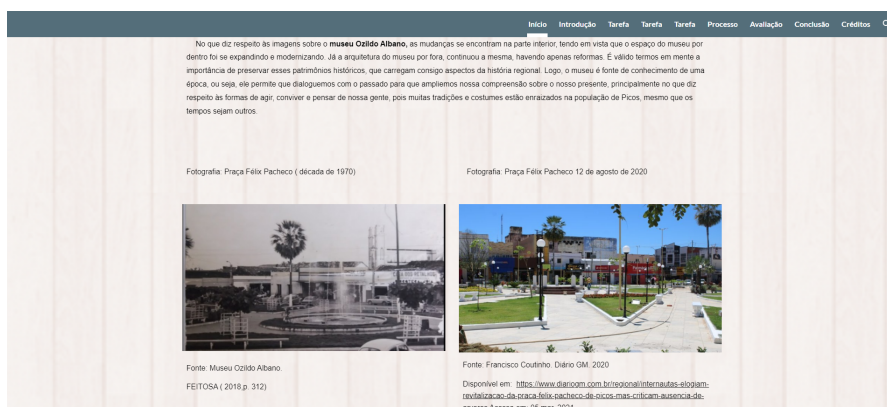 Início Introdução Tarefa Tarefa Tarefa Processo Avaliação Conclusão Créditos
No que diz respeito às imagens sobre o museu Ozildo Albano, as mudanças se encontram na parte interior, tendo em vista que o espaço do museu por
dentro foi se expandindo e modernizando. Já a arquitetura do museu por fora, continuou a mesma, havendo apenas reformas. É válido termos em mente a
importância de preservar esses patrimônios históricos, que carregam consigo aspectos da história regional. Logo, o museu é fonte de conhecimento de uma
época, ou seja, ele permite que dialoguemos com o passado para que ampliemos nossa compreensão sobre o nosso presente, principalmente no que diz
respeito às formas de agir, conviver e pensar de nossa gente, pois muitas tradições e costumes estão enraizados na população de Picos, mesmo que os
tempos sejam outros.
Fotografia: Praça Félix Pacheco ( década de 1970)
Fotografia: Praça Félix Pacheco 12 de agosto de 2020
Fonte: Museu Ozildo Albano.
FEITOSA ( 2018,p. 312)
Fonte: Francisco Coutinho. Diário GM. 2020
Disponível em: https://www.diariogm.com.br/regional/internautas-elogiam-
revitalizacao-da-praca-felix-pacheco-de-picos-mas-criticam-ausencia-de-